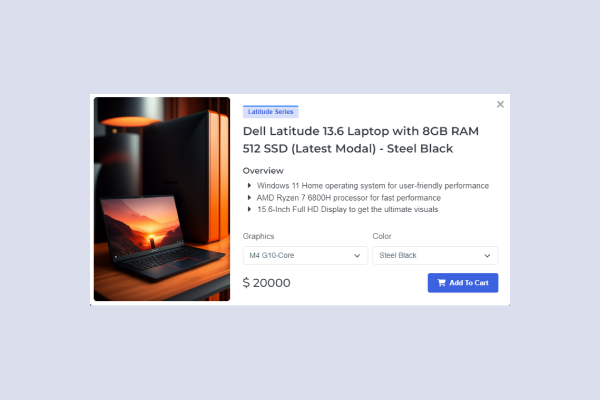 Latitude Series
Dell Latitude 13.6 Laptop with 8GB RAM
512 SSD (Latest Modal) - Steel Black
Overview
Windows 11 Home operating system for user-friendly performance
AMD Ryzen 7 6800H processor for fast performance
15.6-Inch Full HD Display to get the ultimate visuals
Graphics
Color
M4 G10-Core
Steel Black
$ 20000
Add To Cart